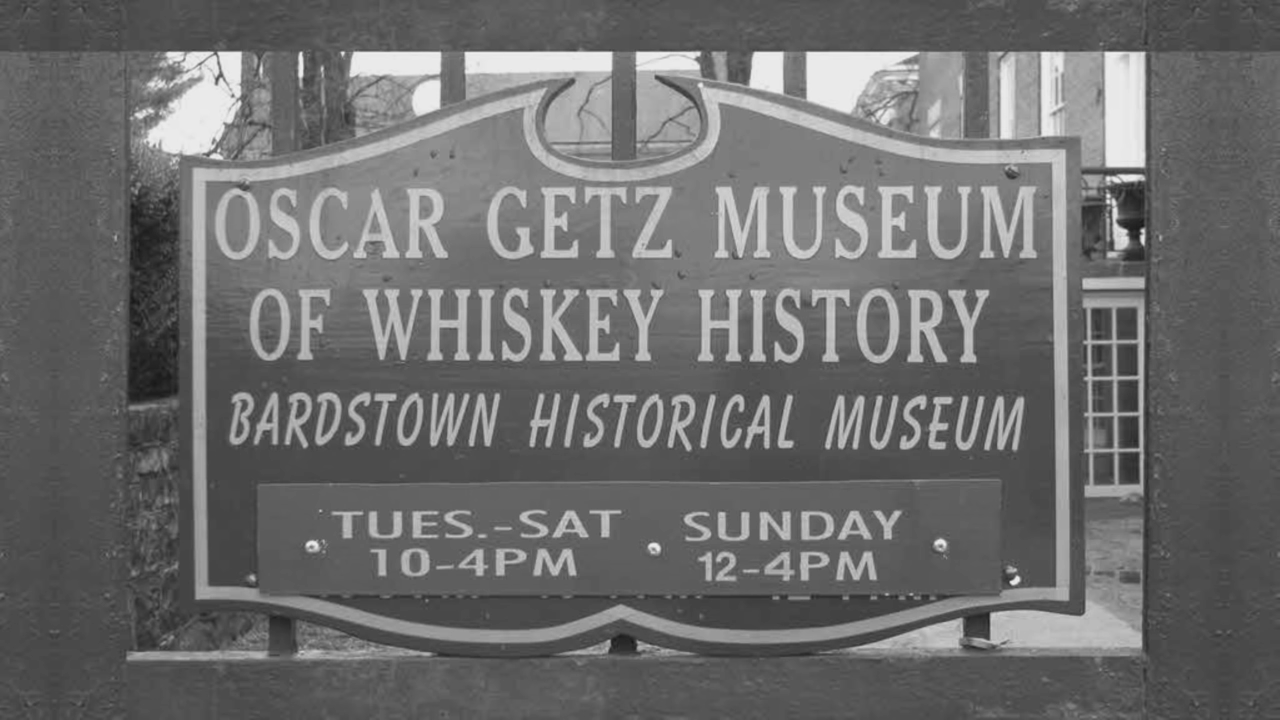 OSCAR GETZ MUSEUM
OF WHISKEY HISTORY
BARDSTOWN HISTORICAL MUSEUM
TUES.-SAT SUNDAY
10-4PM 12-4PM